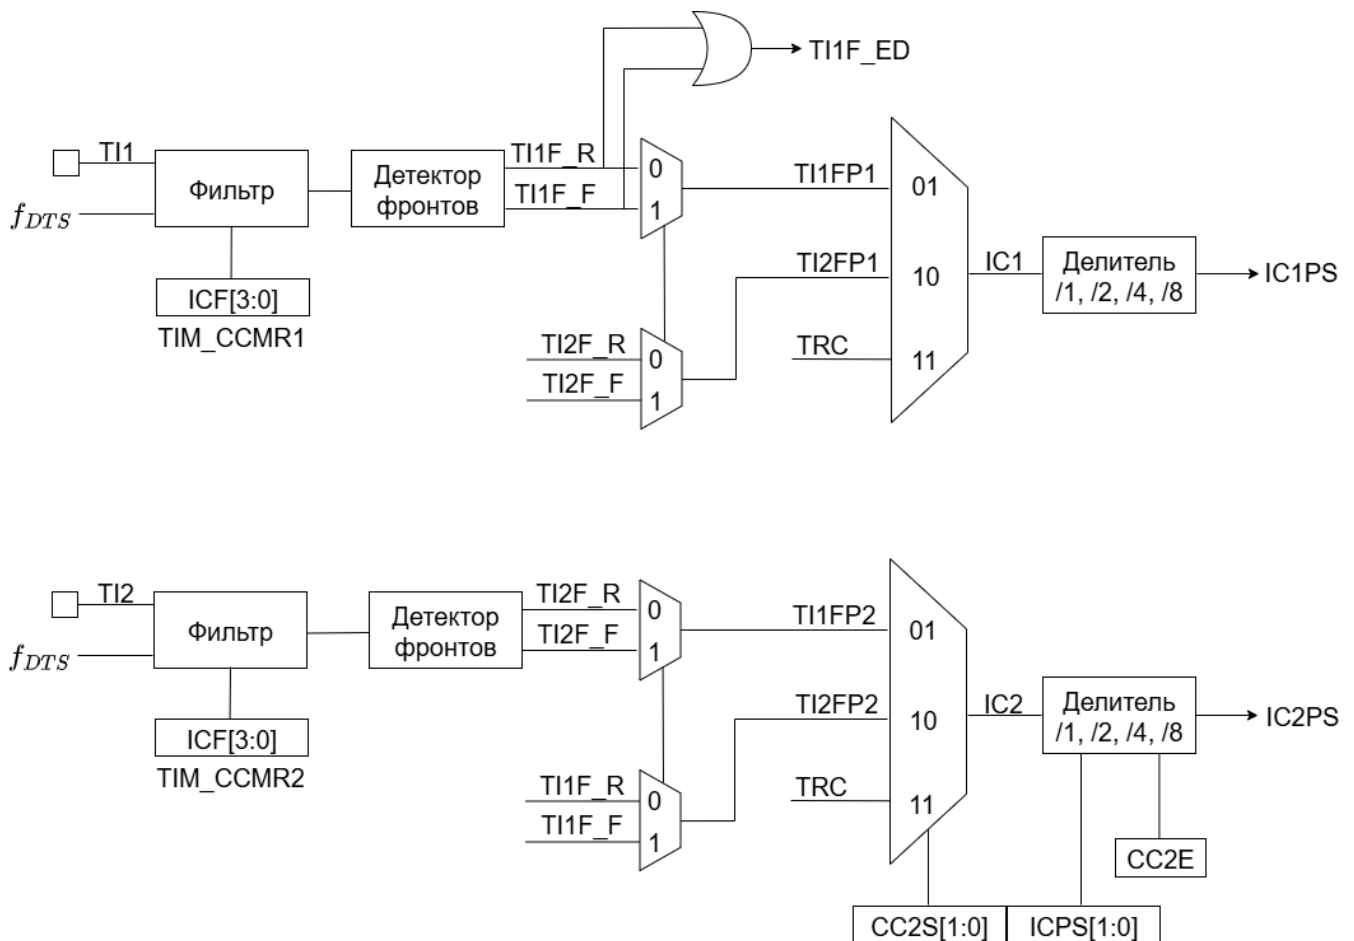 TI1F_ED
TI1
Фильтр
f_DTS
ICF[3:0]
TIM_CCMR1
Детектор
фронтов
TI1F_R
TI1F_F
0
1
TI2F_R
TI2F_F
0
1
TI1FP1
TI2FP1
TRC
01
10
11
IC1
Делитель
/1, /2, /4, /8
IC1PS
TI2
Фильтр
f_DTS
ICF[3:0]
TIM_CCMR2
Детектор
фронтов
TI2F_R
TI2F_F
0
1
TI1F_R
TI1F_F
0
1
TI1FP2
TI2FP2
TRC
01
10
11
IC2
Делитель
/1, /2, /4, /8
IC2PS
CC2E
CC2S[1:0]
ICPS[1:0]